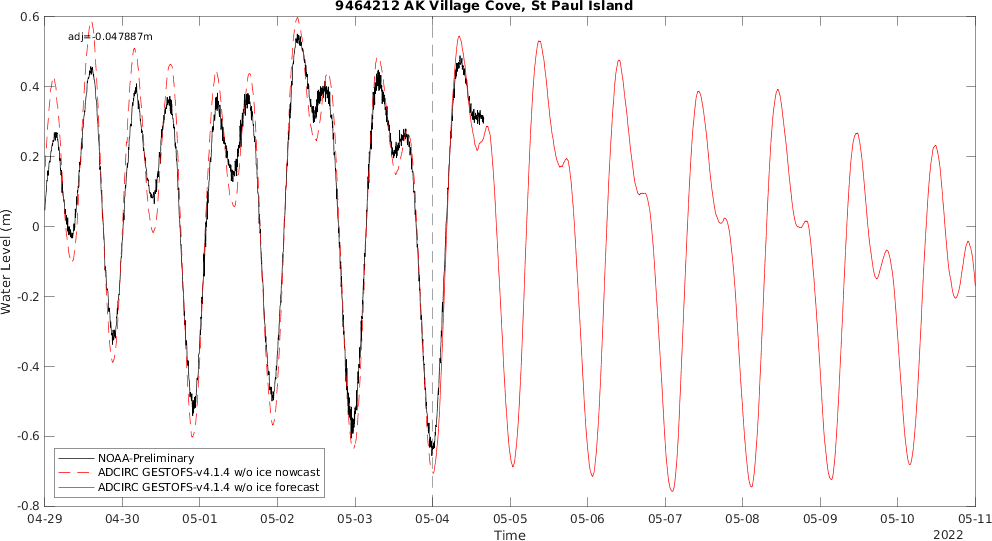 9464212 AK Village Cove, St Paul Island
adj=-0.047887m
Water Level (m)
0.6
0.4
0.2
0
-0.2
-0.4
-0.6
-0.8
NOAA-Preliminary
ADCIRC GESTOFS-v4.1.4 w/o ice nowcast
ADCIRC GESTOFS-v4.1.4 w/o ice forecast
04-29 04-30 05-01 05-02 05-03 05-04 05-05 05-06 05-07 05-08 05-09 05-10 05-11
Time
2022